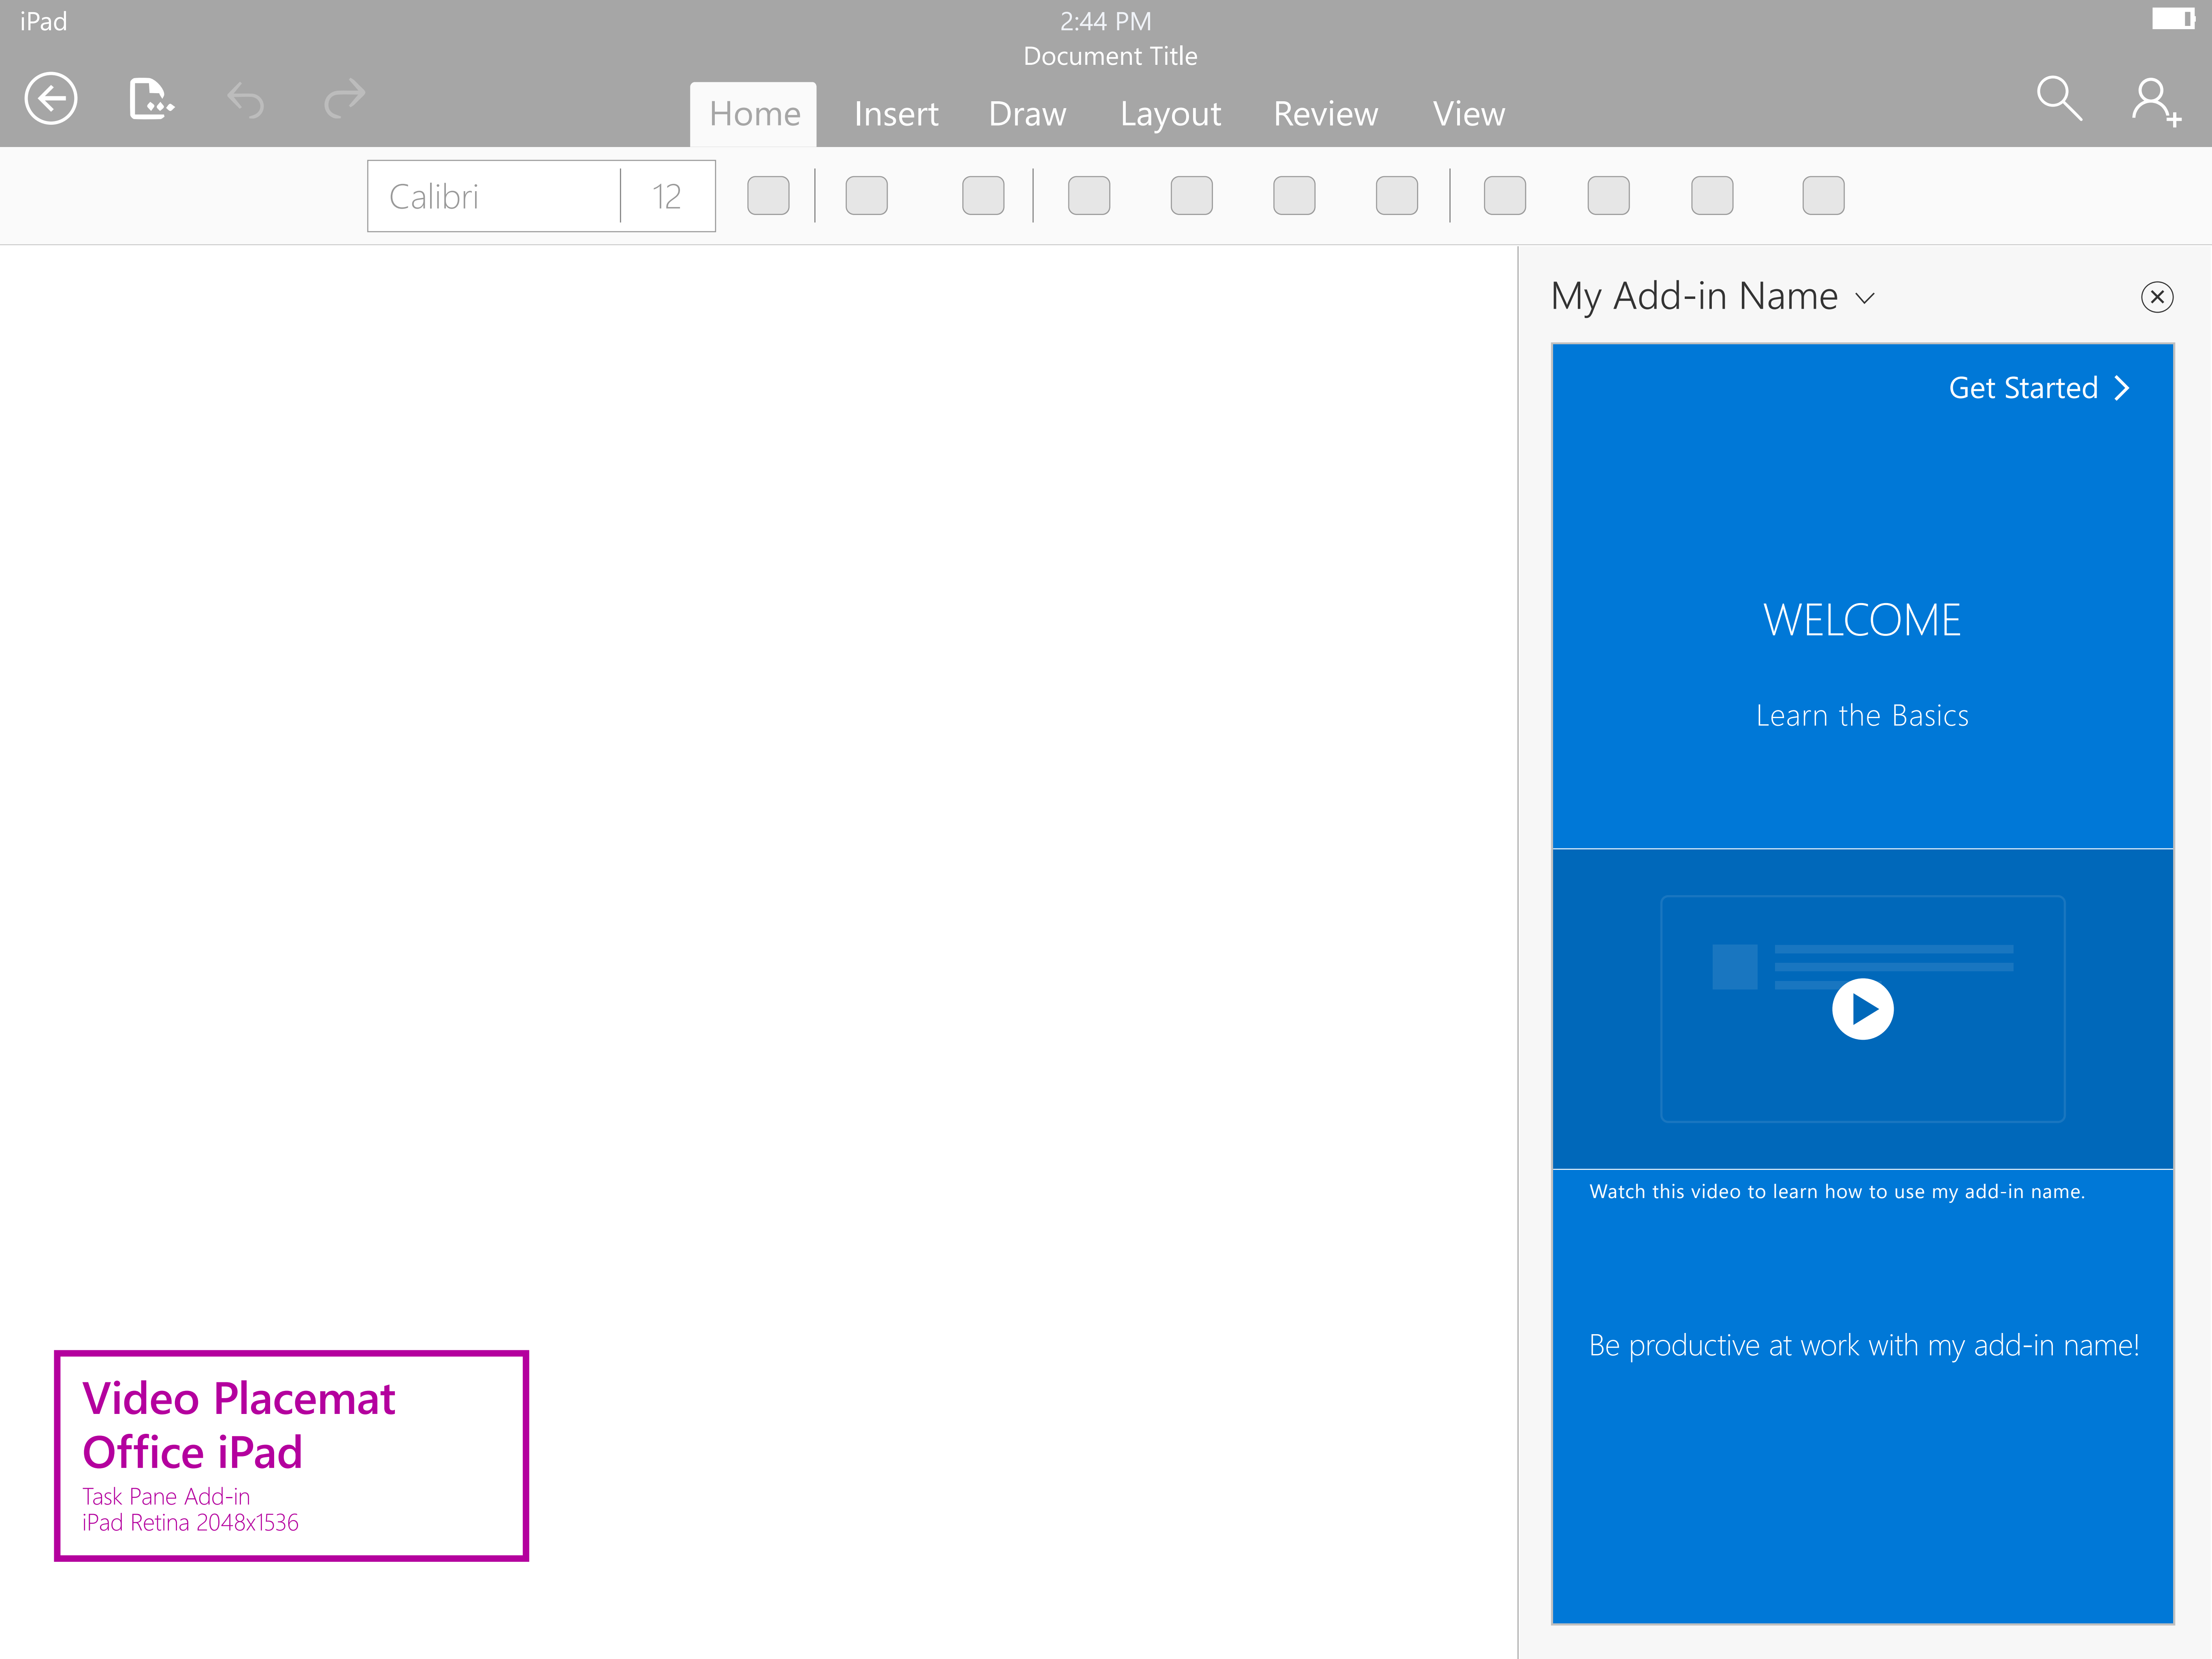 iPad
2:44 PM
Document Title
Home Insert Draw Layout Review View
Calibri 12
My Add-in Name
Get Started
WELCOME
Learn the Basics
Watch this video to learn how to use my add-in name.
Be productive at work with my add-in name!
Video Placemat
Office iPad
Task Pane Add-in
iPad Retina 2048x1536